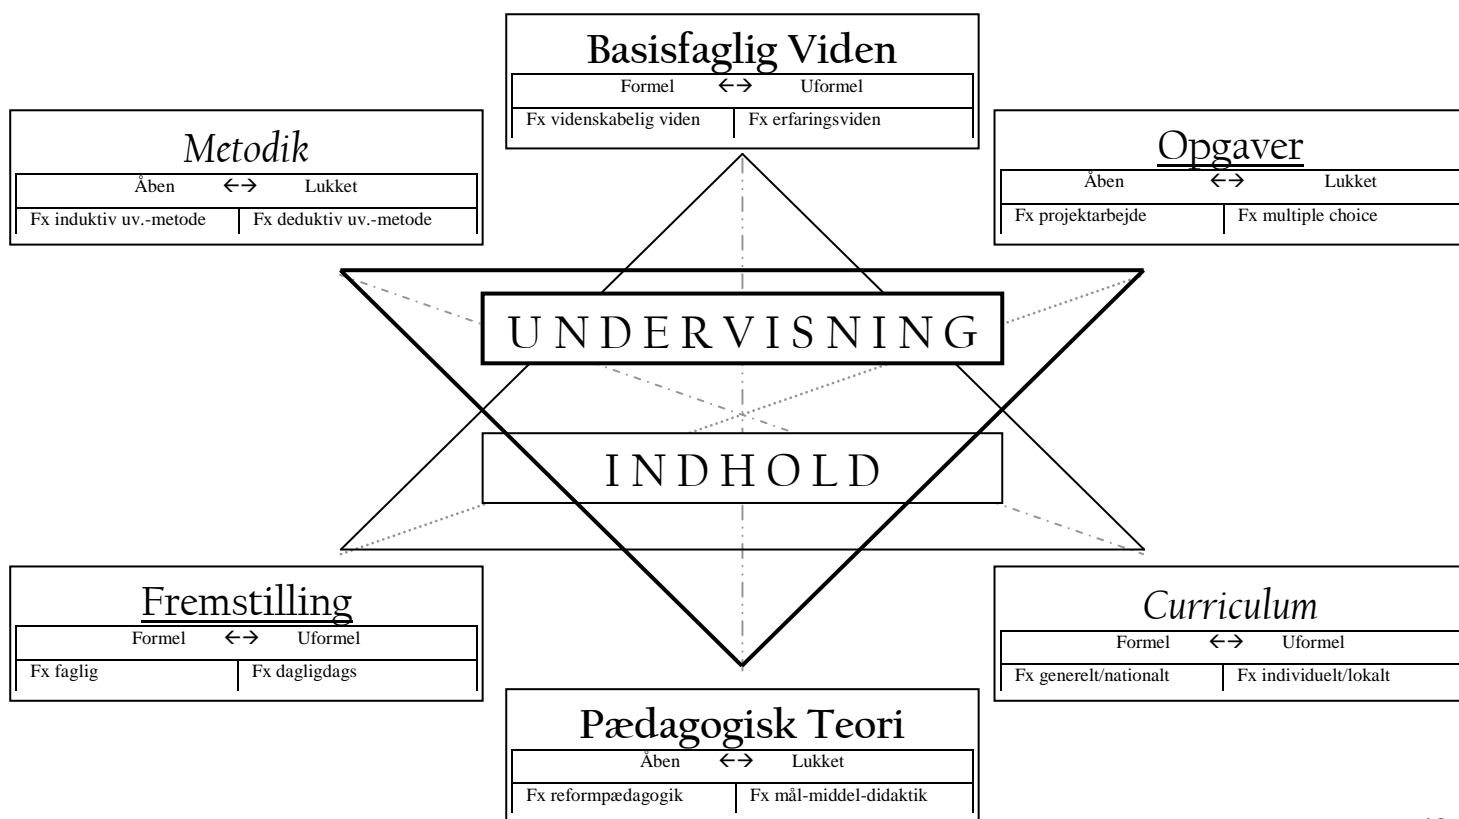 Basisfaglig Viden
Formel ←→ Uformel
Fx videnskabelig viden Fx erfaringsviden
Metodik
Åben ←→ Lukket
Fx induktiv uv.-metode Fx deduktiv uv.-metode
Opgaver
Åben ←→ Lukket
Fx projektarbejde Fx multiple choice
UNDERVISNING
INDHOLD
Fremstilling
Formel ←→ Uformel
Fx faglig Fx dagligdags
Curriculum
Formel ←→ Uformel
Fx generelt/nationalt Fx individuelt/lokalt
Pædagogisk Teori
Åben ←→ Lukket
Fx reformpædagogik Fx mål-middel-didaktik